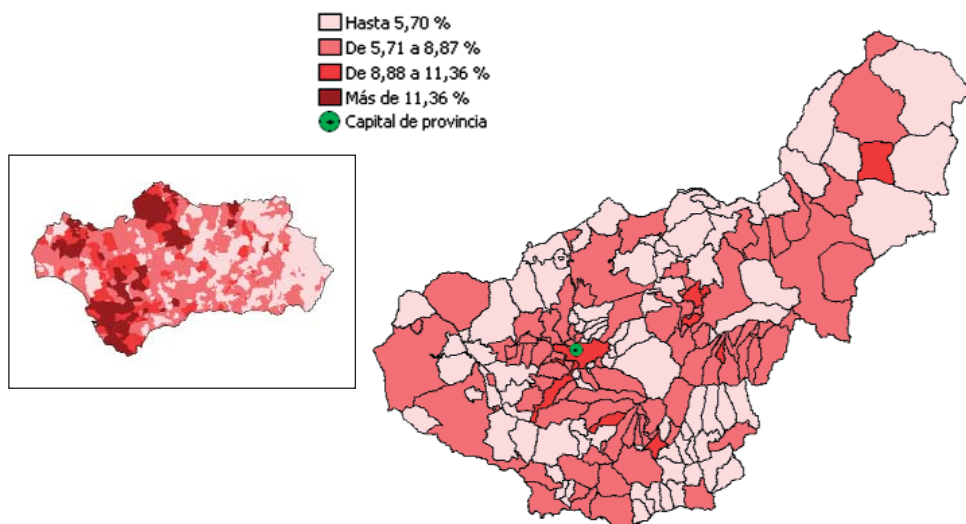 Hasta 5,70 %
De 5,71 a 8,87 %
De 8,88 a 11,36 %
Más de 11,36 %
Capital de provincia